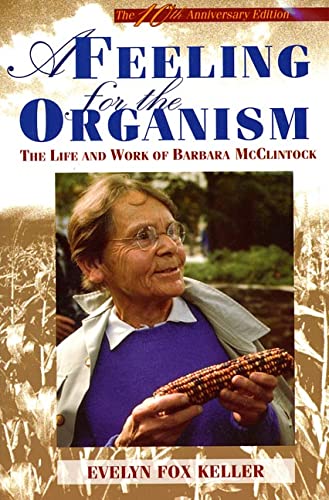 The 10th Anniversary Edition
A FEELING
for the
ORGANISM
THE LIFE AND WORK OF BARBARA MCCLINTOCK
EVELYN FOX KELLER